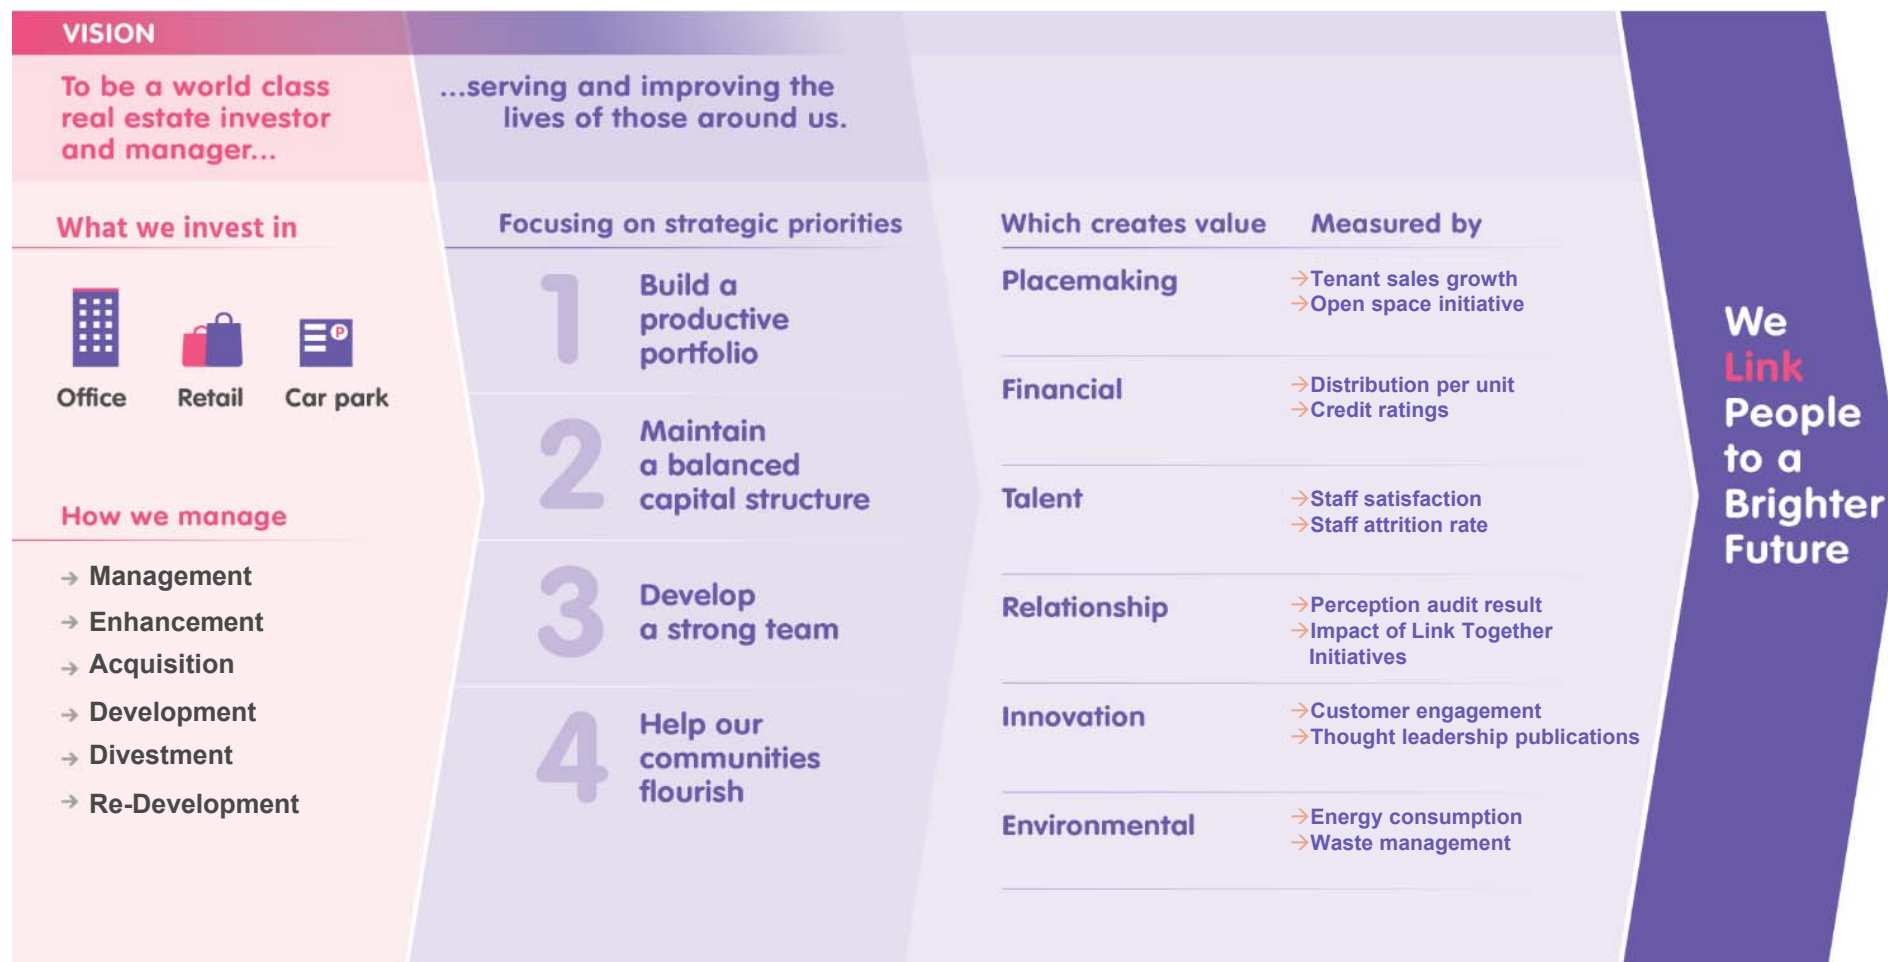 VISION
To be a world class
real estate investor
and manager...
...serving and improving the
lives of those around us.
What we invest in
Office
Retail
P
Car park
How we manage
Management
Enhancement
Acquisition
Development
Divestment
Re-Development
Focusing on strategic priorities
1
Build a
productive
portfolio
2
Maintain
a balanced
capital structure
3
Develop
a strong team
4
Help our
communities
flourish
Which creates value
Measured by
Placemaking
→Tenant sales growth
→Open space initiative
Financial
→Distribution per unit
→Credit ratings
Talent
→Staff satisfaction
→Staff attrition rate
Relationship
→Perception audit result
→Impact of Link Together
Initiatives
Innovation
→Customer engagement
→Thought leadership publications
Environmental
→Energy consumption
→Waste management
We
Link
People
to a
Brighter
Future